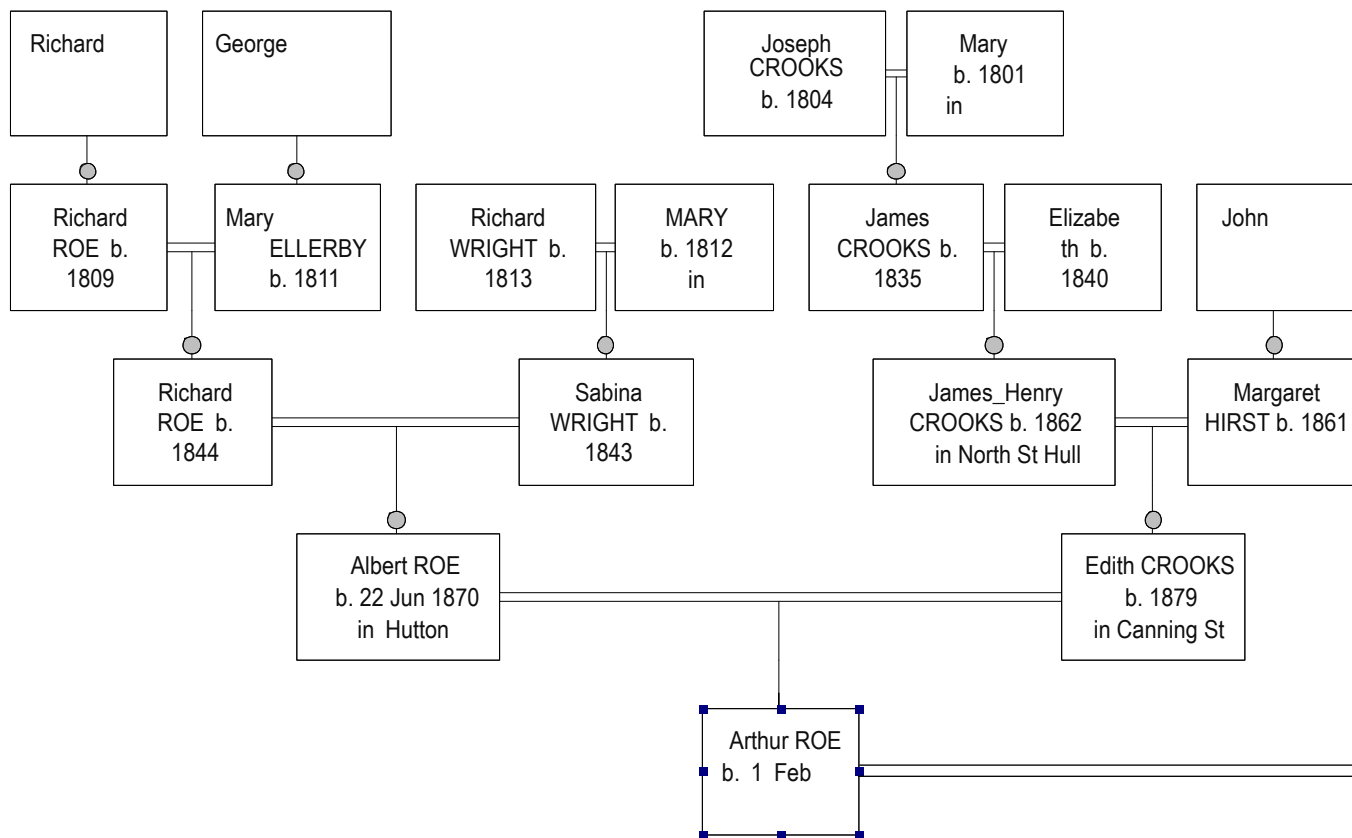 Richard
George
Joseph
CROOKS
b. 1804
Mary
b. 1801
in
Richard
ROE b.
1809
Mary
ELLERBY
b. 1811
Richard
WRIGHT b.
1813
MARY
b. 1812
in
James
CROOKS b.
1835
Elizabe
th b.
1840
John
Richard
ROE b.
1844
Sabina
WRIGHT b.
1843
James_Henry
CROOKS b. 1862
in North St Hull
Margaret
HIRST b. 1861
Albert ROE
b. 22 Jun 1870
in Hutton
Edith CROOKS
b. 1879
in Canning St
Arthur ROE
b. 1 Feb